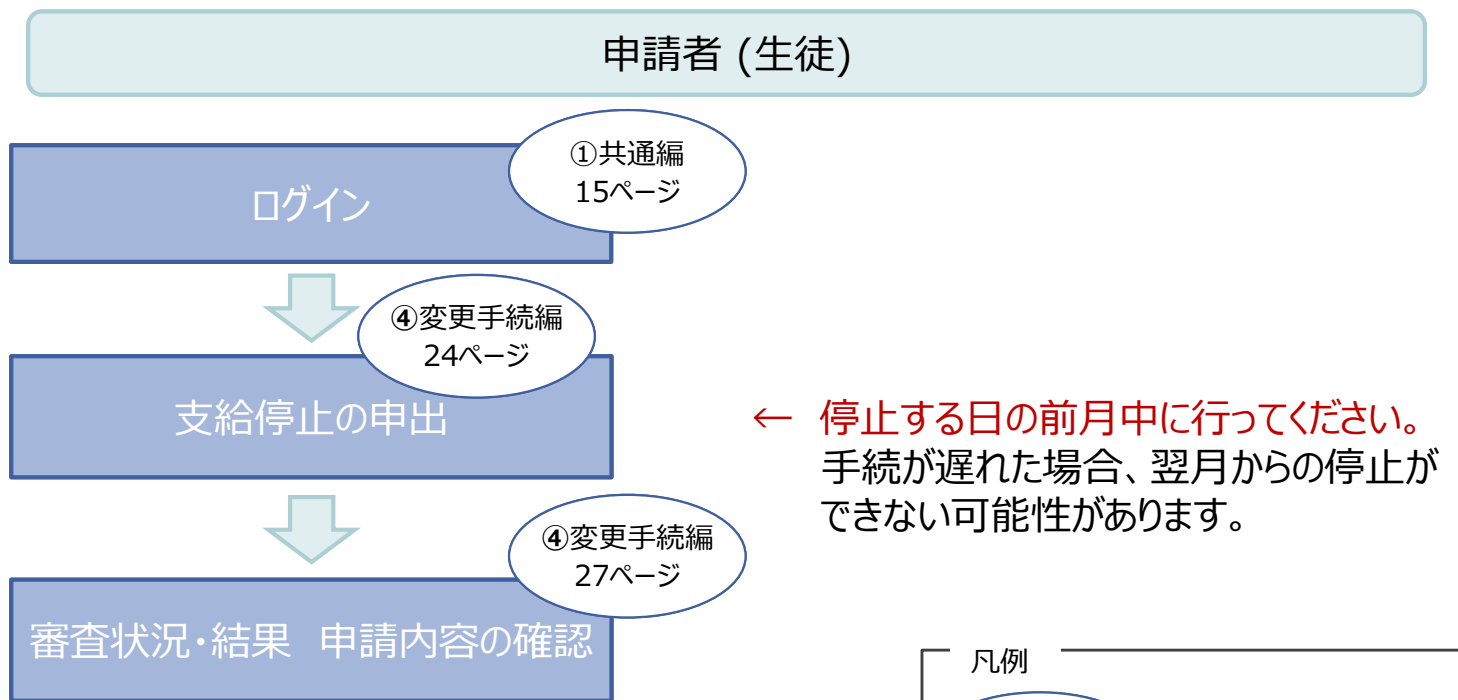 申請者 (生徒)
①共通編
15ページ
ログイン
④変更手続編
24ページ
支給停止の申出
← 停止する日の前月中に行ってください。
手続が遅れた場合、翌月からの停止が
できない可能性があります。
④変更手続編
27ページ
審査状況・結果 申請内容の確認
凡例